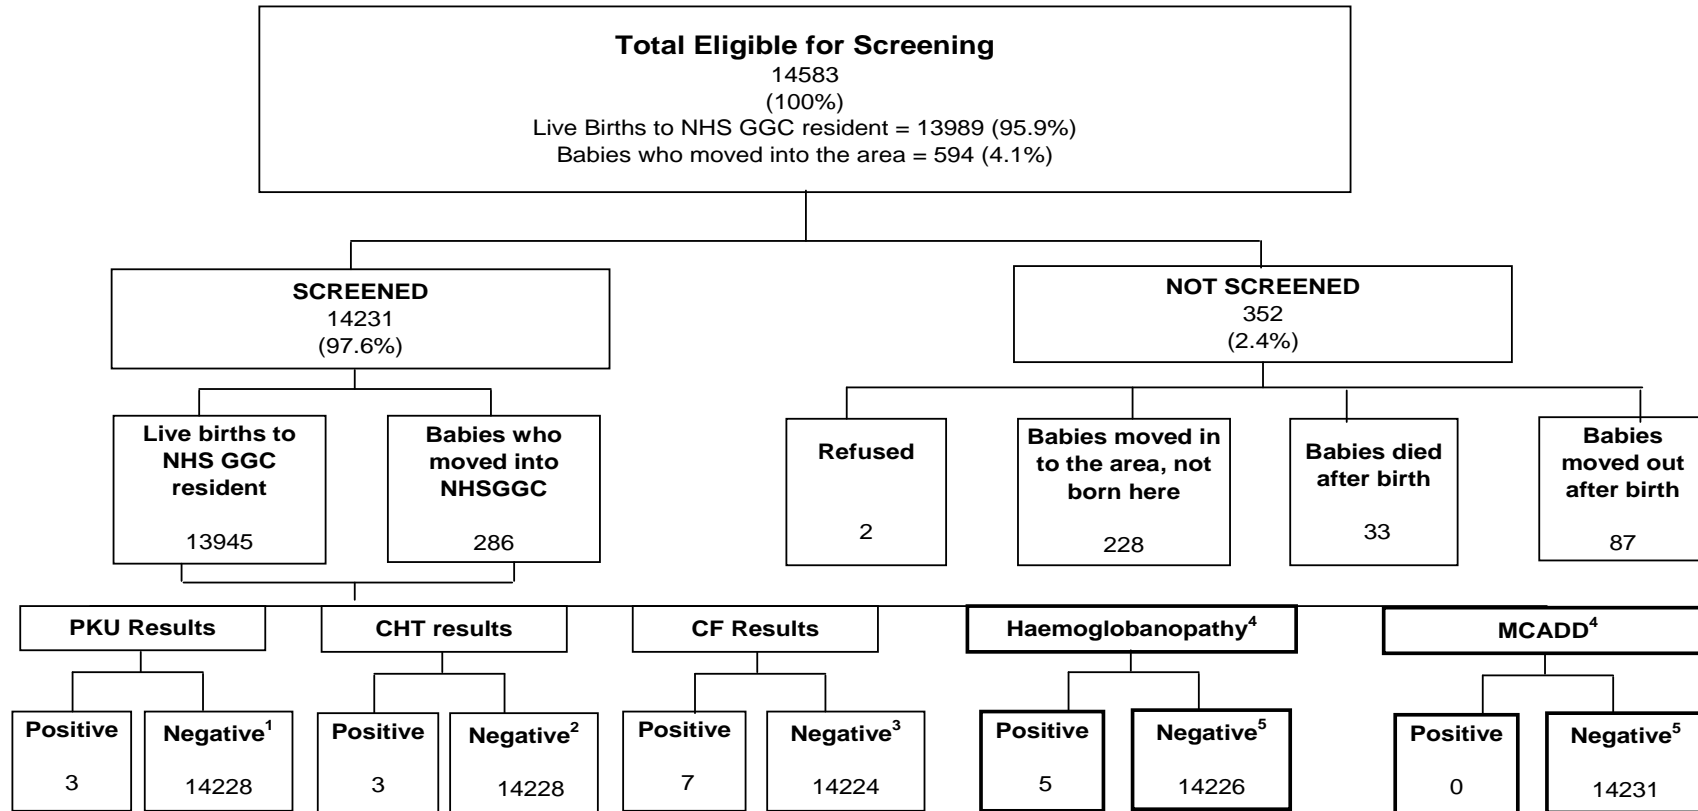 Total Eligible for Screening
14583
(100%)
Live Births to NHS GGC resident = 13989 (95.9%)
Babies who moved into the area = 594 (4.1%)
SCREENED
14231
(97.6%)
NOT SCREENED
352
(2.4%)
Live births to
NHS GGC
resident
13945
Babies who
moved into
NHSGGC
286
Refused
2
Babies moved in
to the area, not
born here
228
Babies died
after birth
33
Babies
moved out
after birth
87
PKU Results
CHT results
CF Results
Haemoglobanopathy⁴
MCADD⁴
Positive
3
Negative¹
14228
Positive
3
Negative²
14228
Positive
7
Negative³
14224
Positive
5
Negative⁵
14226
Positive
0
Negative⁵
14231